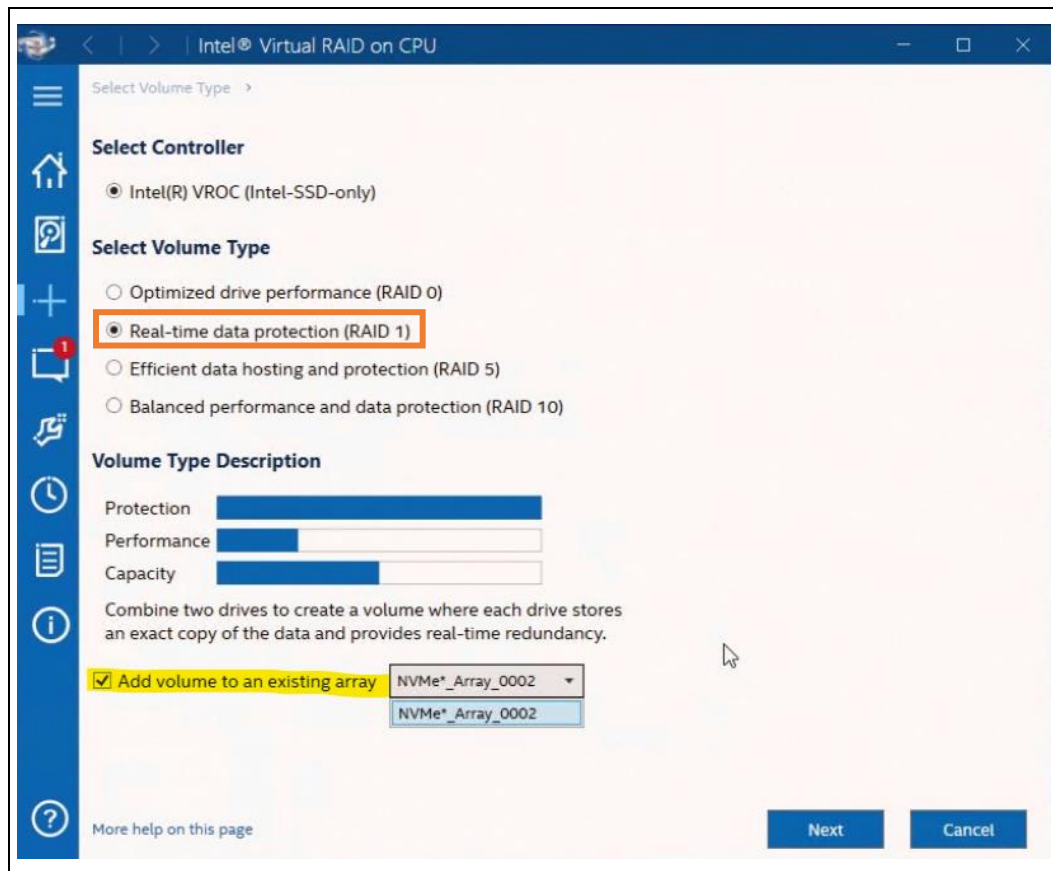 Intel® Virtual RAID on CPU
Select Volume Type >
Select Controller
Intel(R) VROC (Intel-SSD-only)
Select Volume Type
Optimized drive performance (RAID 0)
Real-time data protection (RAID 1)
1
Efficient data hosting and protection (RAID 5)
Balanced performance and data protection (RAID 10)
Volume Type Description
Protection
Performance
Capacity
Combine two drives to create a volume where each drive stores
an exact copy of the data and provides real-time redundancy.
Add volume to an existing array NVMe*_Array_0002
NVMe*_Array_0002
More help on this page Next Cancel